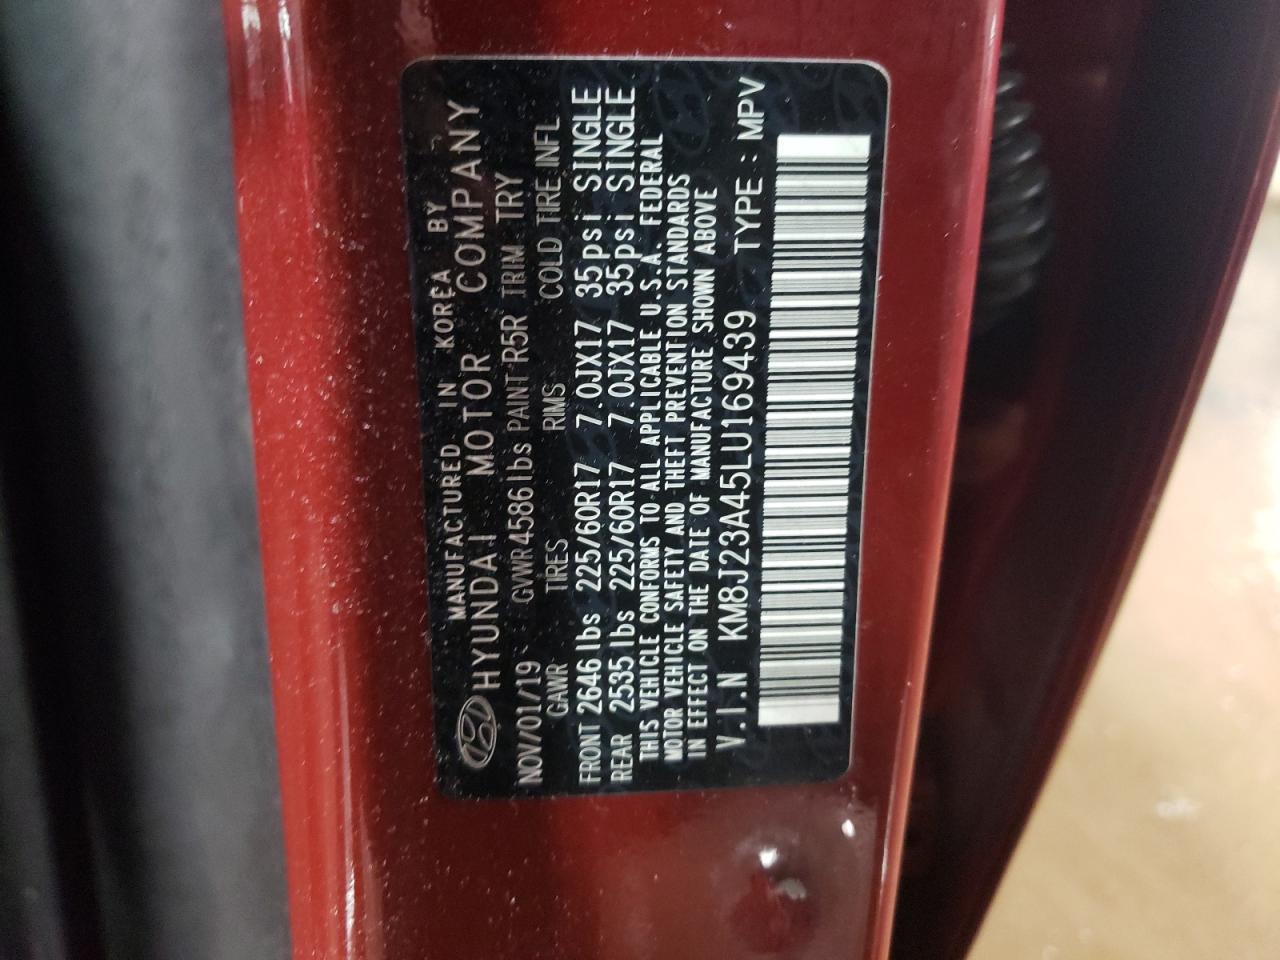 MANUFACTURED IN KOREA BY
HYUNDAI MOTOR COMPANY
NOV/01/19 GVWR 4586 lbs PAINT R5R TRIM TRY
GAWR TIRES RIMS COLD TIRE INFL
FRONT 2646 lbs 225/60R17 7.0JX17 35psi SINGLE
REAR 2535 lbs 225/60R17 7.0JX17 35psi SINGLE
THIS VEHICLE CONFORMS TO ALL APPLICABLE U.S.A. FEDERAL
MOTOR VEHICLE SAFETY AND THEFT PREVENTION STANDARDS
IN EFFECT ON THE DATE OF MANUFACTURE SHOWN ABOVE
V.I.N KM8J23A45LU169439 TYPE : MPV